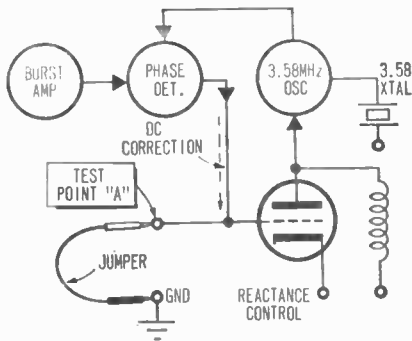 BURST
AMP
PHASE
DET.
3.58MHz
OSC
3.58
XTAL
DC
CORRECTION
TEST
POINT "A"
JUMPER
GND
REACTANCE
CONTROL